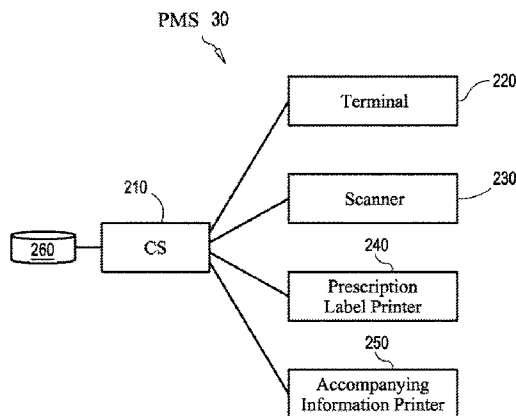 PMS 30
220
Terminal
230
Scanner
210
CS
260
240
Prescription
Label Printer
250
Accompanying
Information Printer